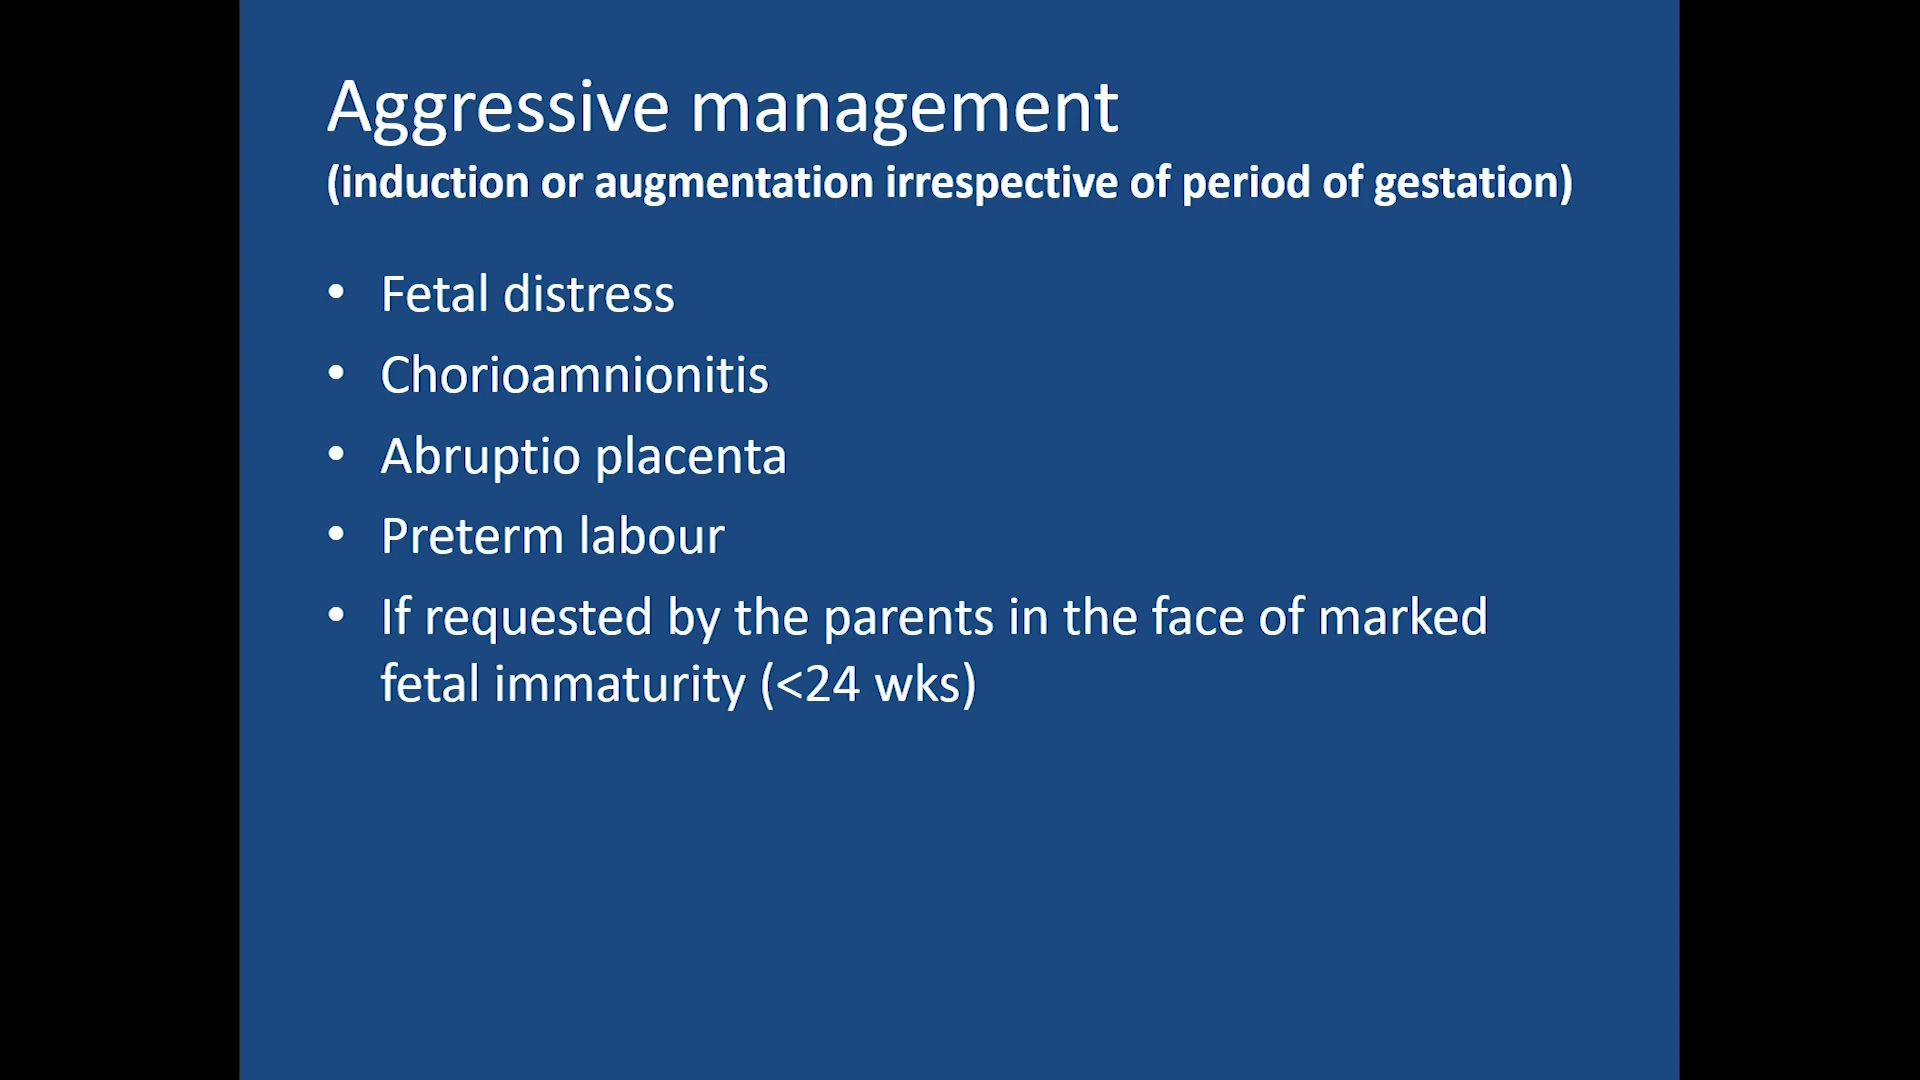 Aggressive management
(induction or augmentation irrespective of period of gestation)
• Fetal distress
• Chorioamnionitis
• Abruptio placenta
• Preterm labour
• If requested by the parents in the face of marked
fetal immaturity (<24 wks)